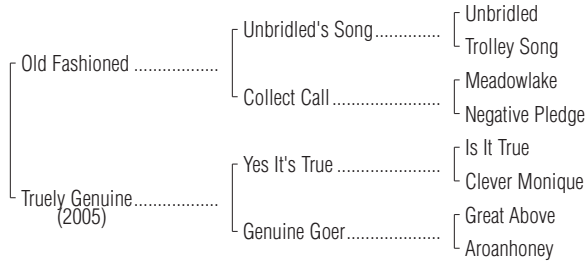 Unbridled
Unbridled's Song..............
Trolley Song
Old Fashioned ..................
Meadowlake
Collect Call .......................
Negative Pledge
Is It True
Yes It's True .....................
Clever Monique
Truely Genuine..................
(2005)
Great Above
Genuine Goer....................
Aroanhoney